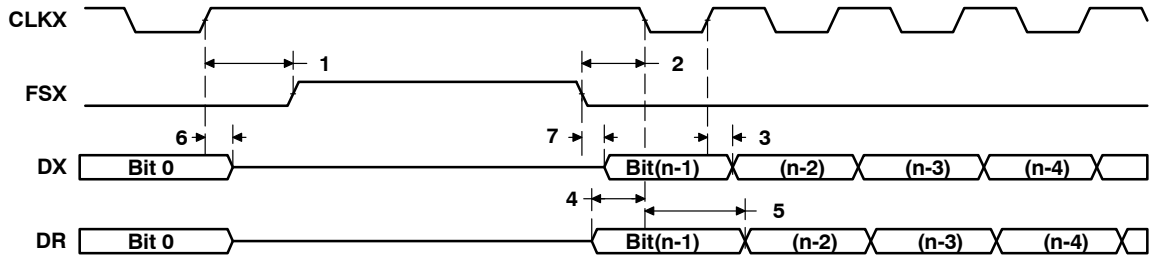 CLKX
1 2
FSX
6 7 3
DX Bit 0 Bit(n-1) (n-2) (n-3) (n-4)
4 5
DR Bit 0 Bit(n-1) (n-2) (n-3) (n-4)